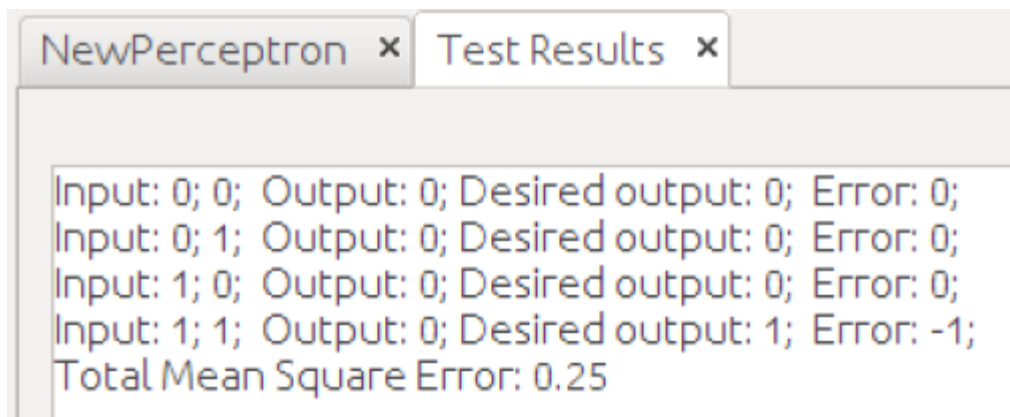 NewPerceptron × Test Results ×
Input: 0; 0; Output: 0; Desired output: 0; Error: 0;
Input: 0; 1; Output: 0; Desired output: 0; Error: 0;
Input: 1; 0; Output: 0; Desired output: 0; Error: 0;
Input: 1; 1; Output: 0; Desired output: 1; Error: -1;
Total Mean Square Error: 0.25